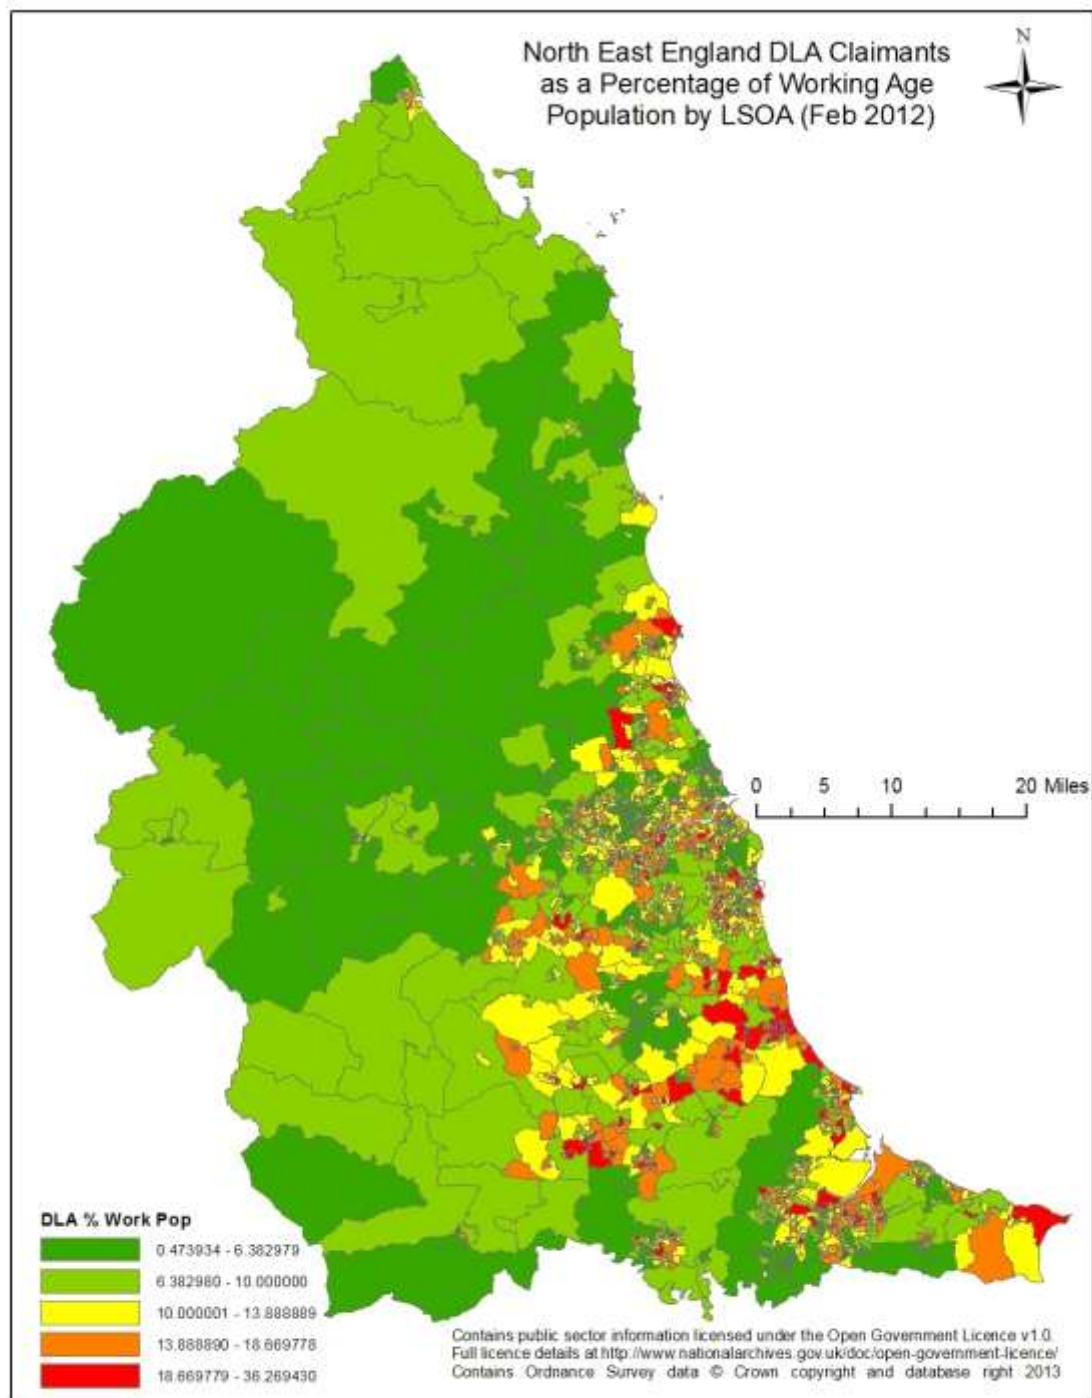 North East England DLA Claimants
as a Percentage of Working Age
Population by LSOA (Feb 2012)
N
0 5 10 20 Miles
DLA % Work Pop
0.473934 - 6.382979
6.382980 - 10.000000
10.000001 - 13.888889
13.888890 - 18.669778
18.669779 - 36.269430
Contains public sector information licensed under the Open Government Licence v1.0.
Full licence details at http://www.nationalarchives.gov.uk/doc/open-government-licence/
Contains Ordnance Survey data © Crown copyright and database right 2013